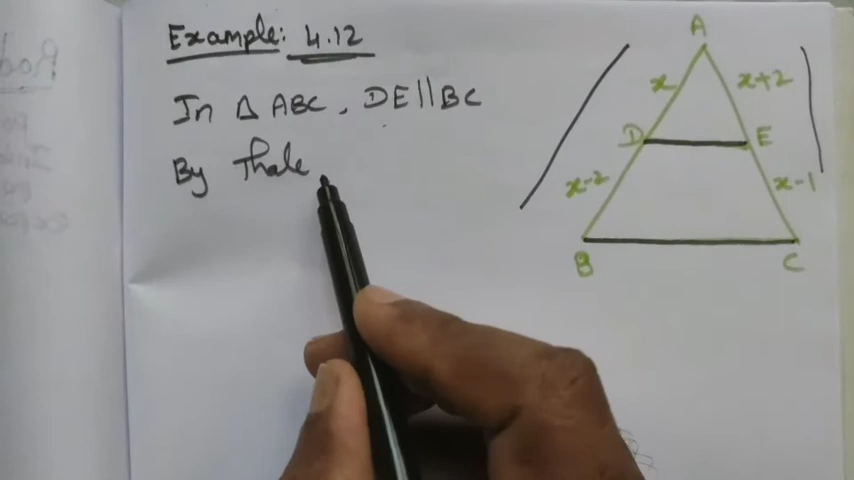 Example: 4.12
In Δ ABC, DE||BC
By Thale
A
x x+2
D E
x-2 x-1
B C